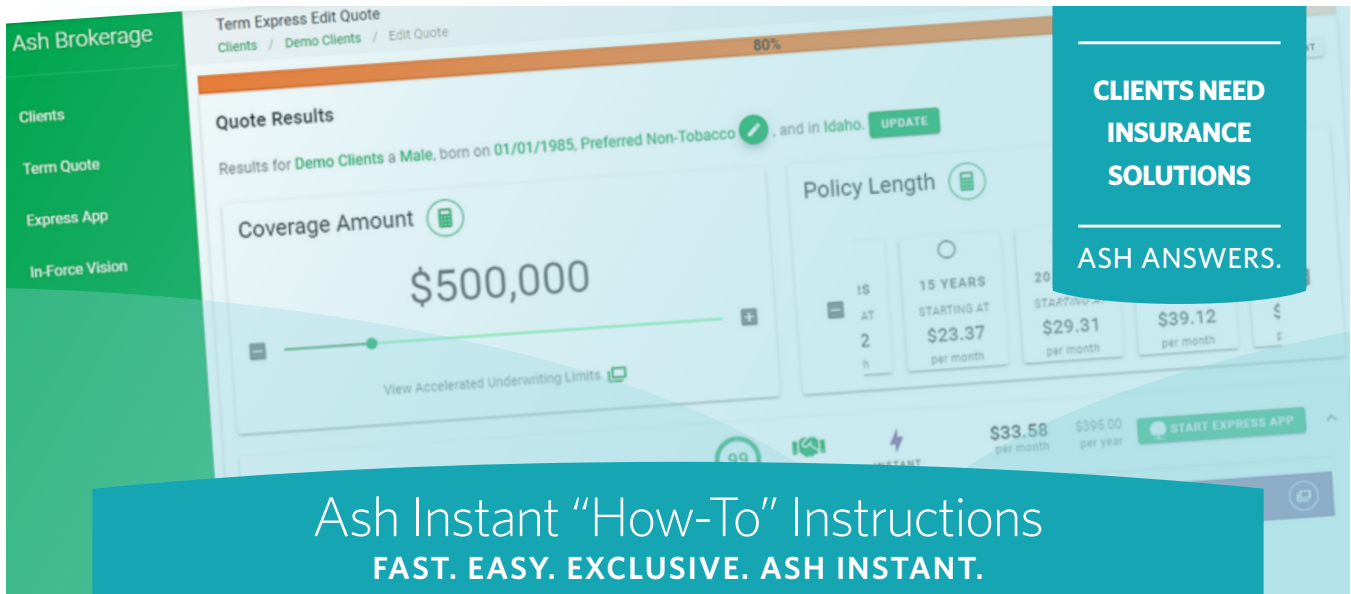 Ash Brokerage
Clients
Term Quote
Express App
In-Force Vision
Term Express Edit Quote
Clients / Demo Clients / Edit Quote
80%
Quote Results
Results for Demo Clients a Male, born on 01/01/1985, Preferred Non-Tobacco , and in Idaho. UPDATE
Coverage Amount
$500,000
View Accelerated Underwriting Limits
Policy Length
15 YEARS
STARTING AT
$23.37
per month
20
STARTING A
$29.31
per month
$39.12
per month
99
INSTANT
$33.58
per month
$395.00
per year
START EXPRESS APP
CLIENTS NEED
INSURANCE
SOLUTIONS
ASH ANSWERS.
Ash Instant “How-To” Instructions
FAST. EASY. EXCLUSIVE. ASH INSTANT.